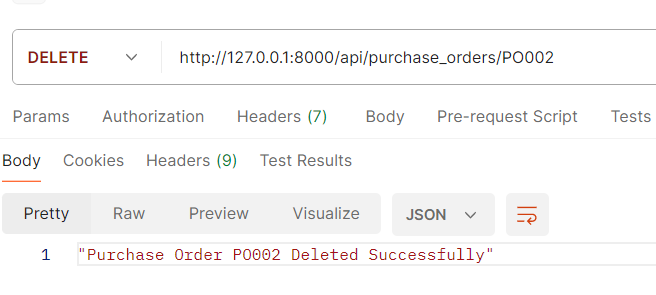 DELETE http://127.0.0.1:8000/api/purchase_orders/PO002
Params Authorization Headers (7) Body Pre-request Script Tests
Body Cookies Headers (9) Test Results
Pretty Raw Preview Visualize JSON
1 "Purchase Order PO002 Deleted Successfully"